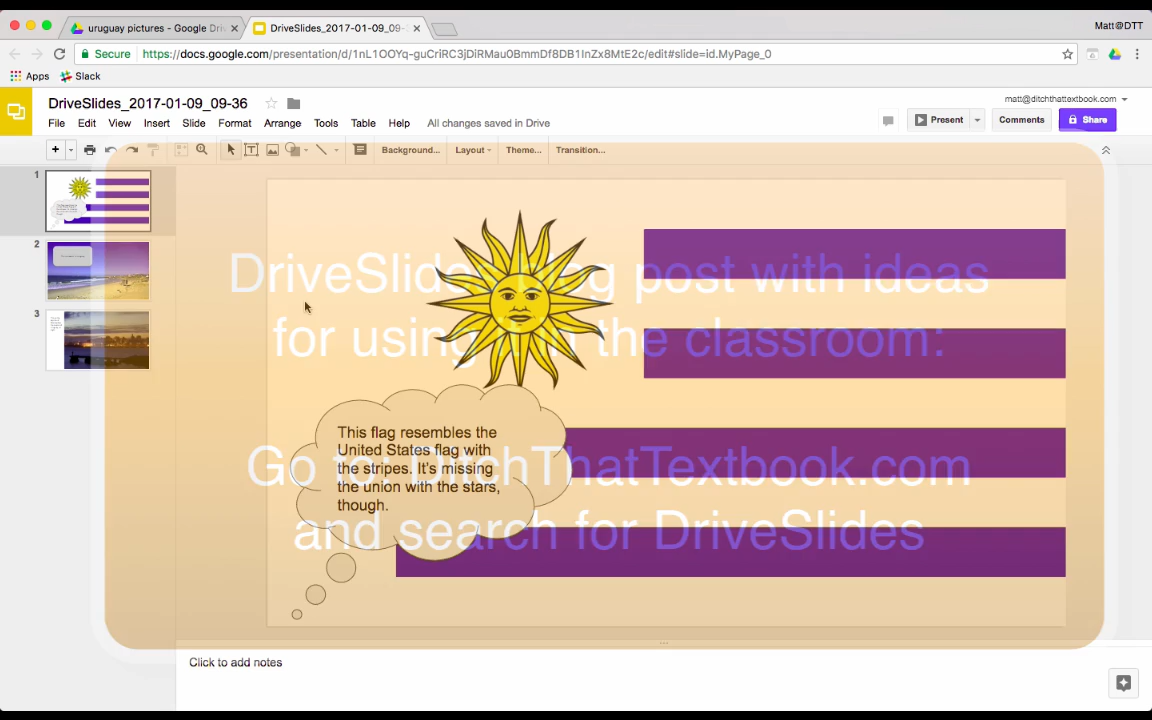 uruguay pictures - Google Dri
DriveSlides_2017-01-09_09-
Matt@DTT
Secure
https://docs.google.com/presentation/d/1nL1OOYq-guCriRC3jDiRMau0BmmDf8DB1InZx8MtE2c/edit#slide=id.MyPage_0
Apps
Slack
DriveSlides_2017-01-09_09-36
matt@ditchthattextbook.com
File Edit View Insert Slide Format Arrange Tools Table Help All changes saved in Drive
Present
Comments
Share
Background... Layout Theme... Transition...
1
2
3
DriveSlides blog post with ideas
for using it in the classroom:
Go to: DitchThatTextbook.com
and search for DriveSlides
This flag resembles the
United States flag with
the stripes. It's missing
the union with the stars,
though.
Click to add notes